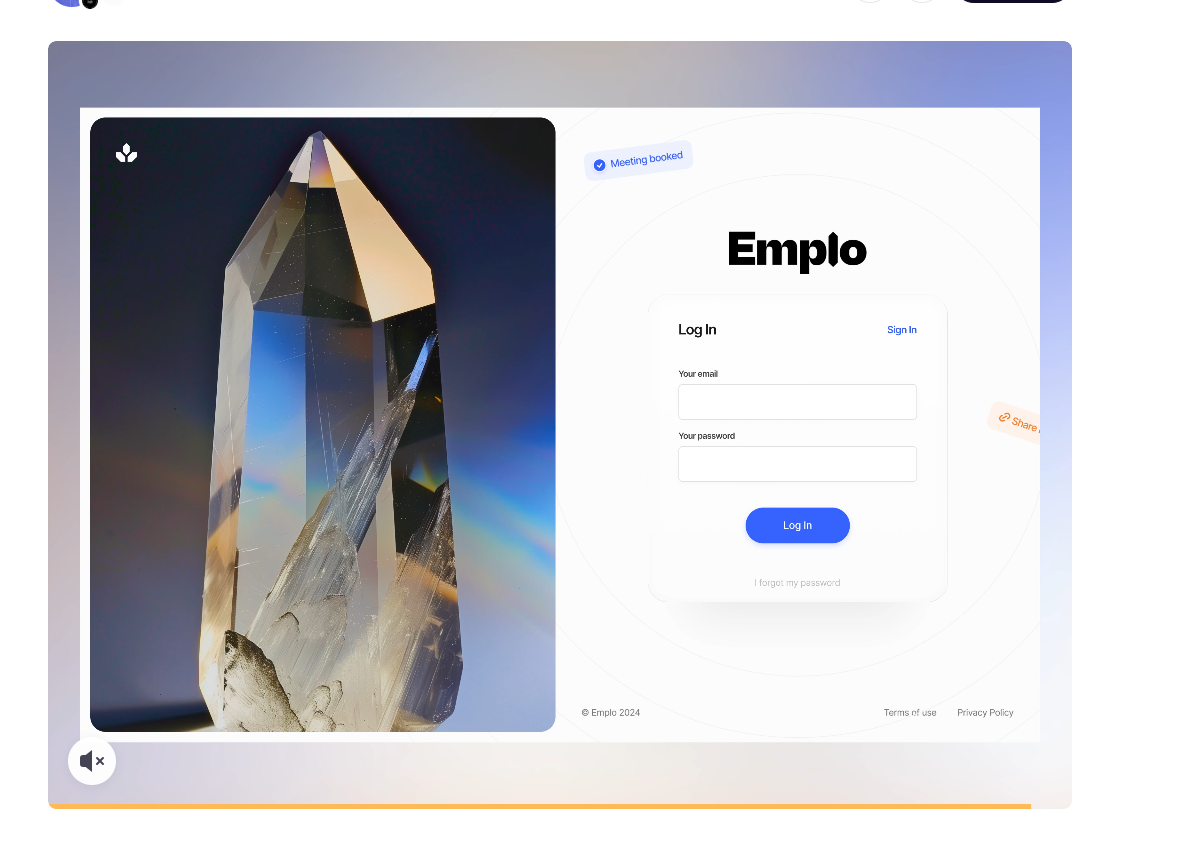 Meeting booked
Emplo
Log In
Sign In
Your email
Your password
Share
Log In
I forgot my password
© Emplo 2024
Terms of use
Privacy Policy